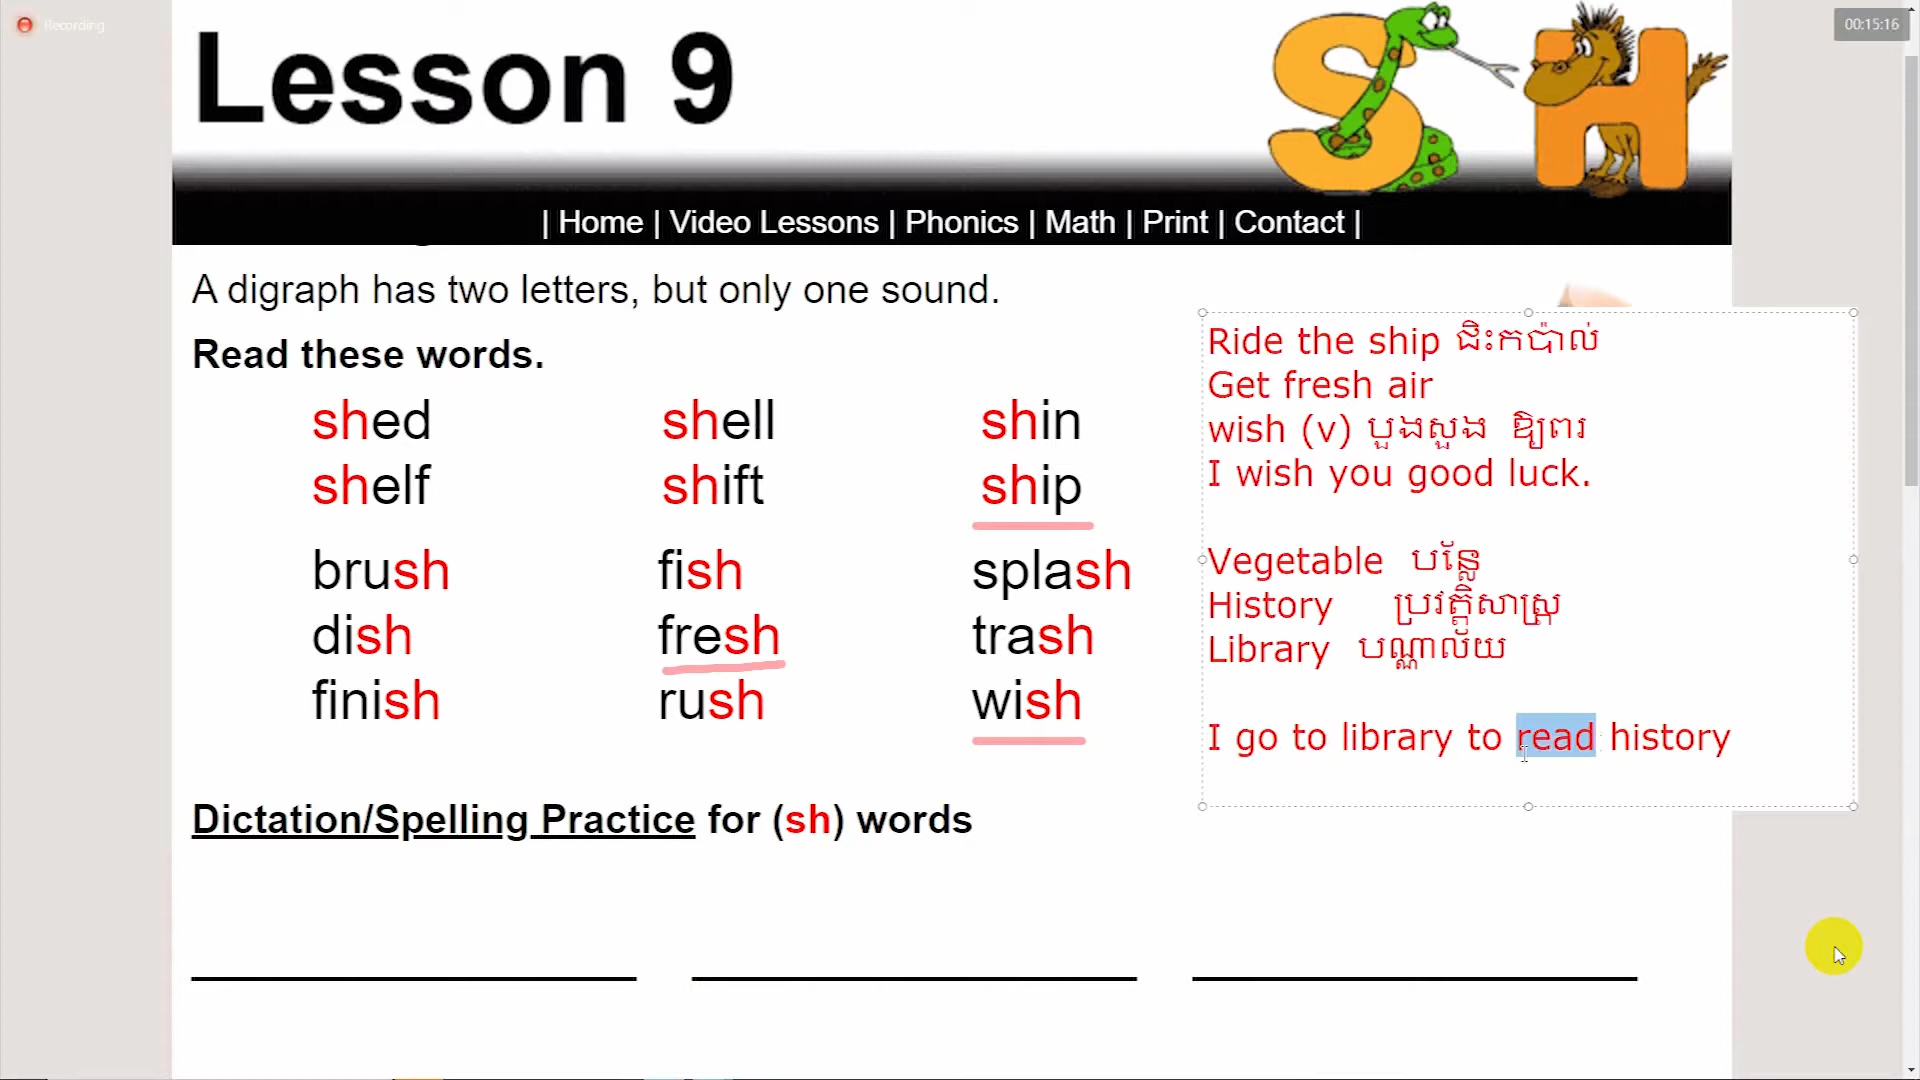 Recording
00:15:16
Lesson 9
SH
| Home | Video Lessons | Phonics | Math | Print | Contact |
A digraph has two letters, but only one sound.
Read these words.
shed shell shin
shelf shift ship
brush fish splash
dish fresh trash
finish rush wish
Ride the ship ជិះកប៉ាល់
Get fresh air
wish (v) បួងសួង ឱ្យពរ
I wish you good luck.
Vegetable បន្លែ
History ប្រវត្តិសាស្ត្រ
Library បណ្ណាល័យ
I go to library to read history
Dictation/Spelling Practice for (sh) words